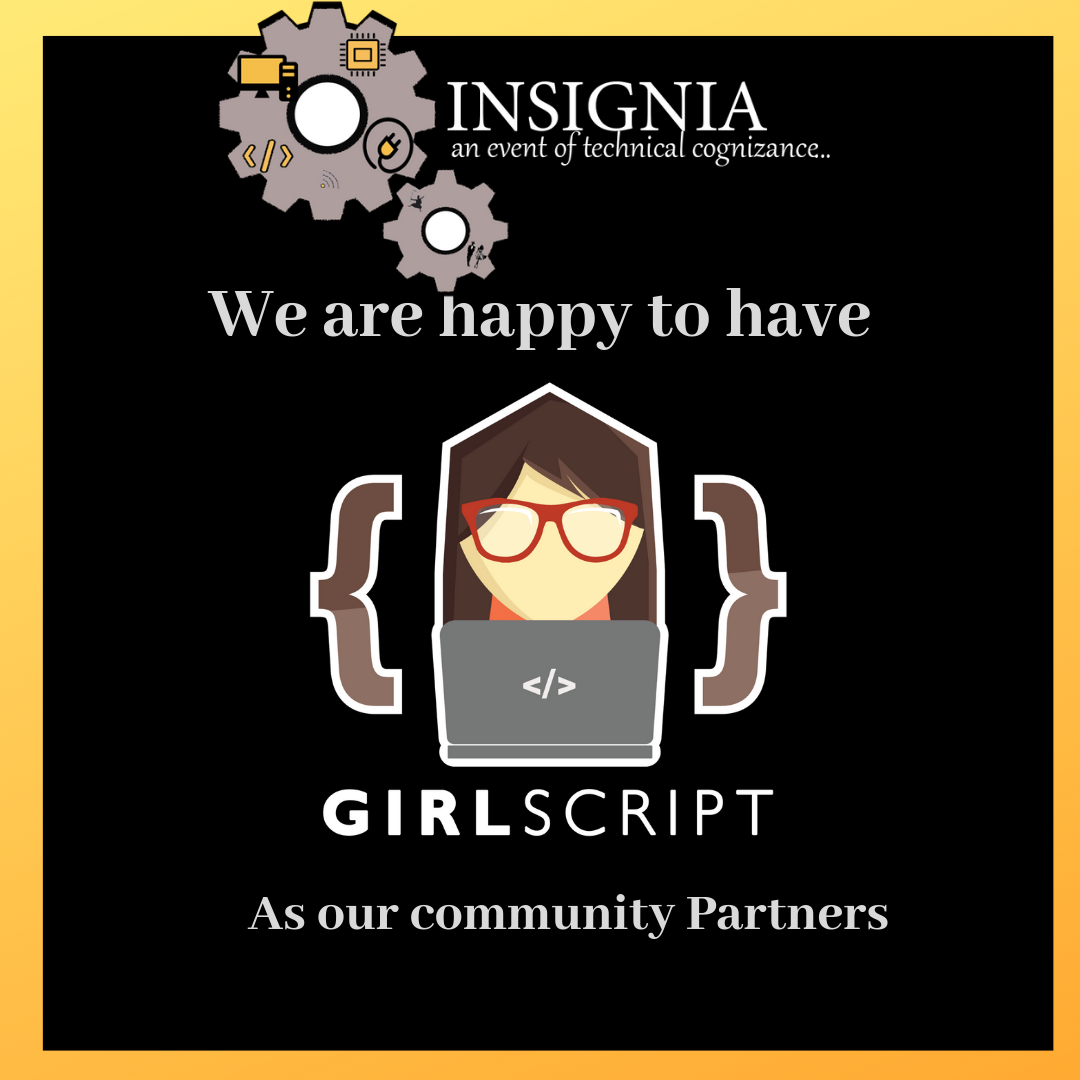 INSIGNIA
an event of technical cognizance...
</>
We are happy to have
{ }
</>
GIRLSCRIPT
As our community Partners